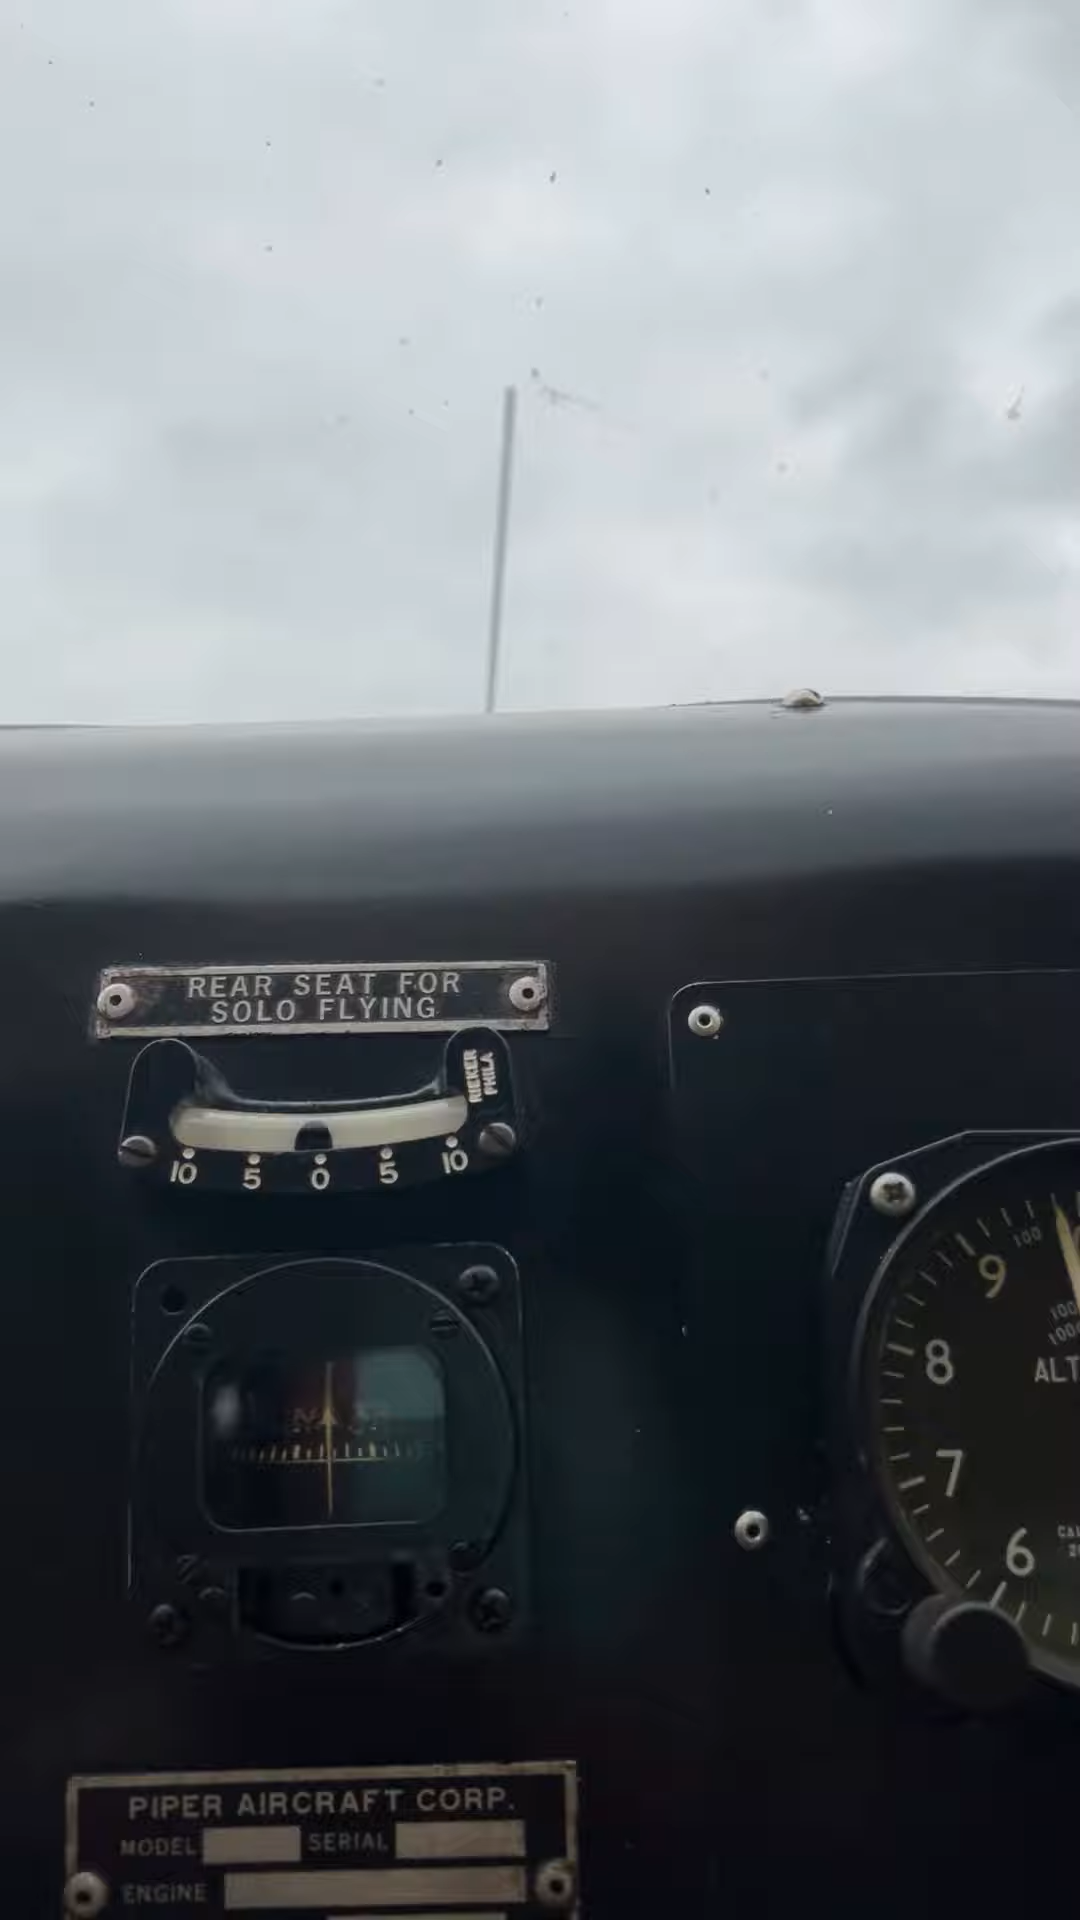 REAR SEAT FOR
SOLO FLYING
RIEKER
PHILA
10 5 0 5 10
100
9
8
ALT
7
6
PIPER AIRCRAFT CORP.
MODEL SERIAL
ENGINE